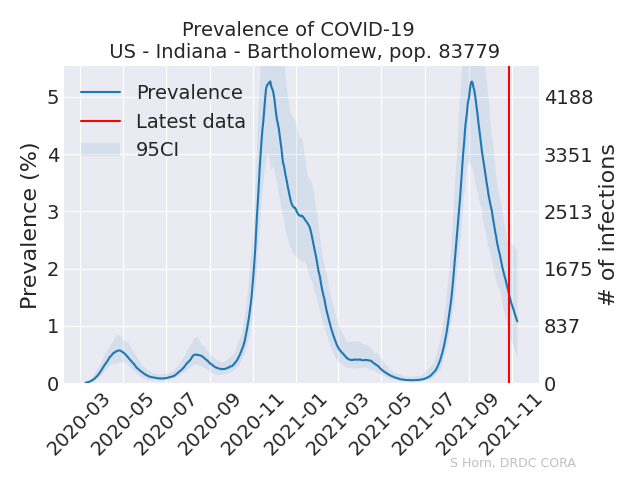 Prevalence of COVID-19
US - Indiana - Bartholomew, pop. 83779
Prevalence
Latest data
95CI
Prevalence (%)
5
4
3
2
1
0
4188
3351
2513
1675
837
0
# of infections
2020-03
2020-05
2020-07
2020-09
2020-11
2021-01
2021-03
2021-05
2021-07
2021-09
2021-11
S Horn, DRDC CORA